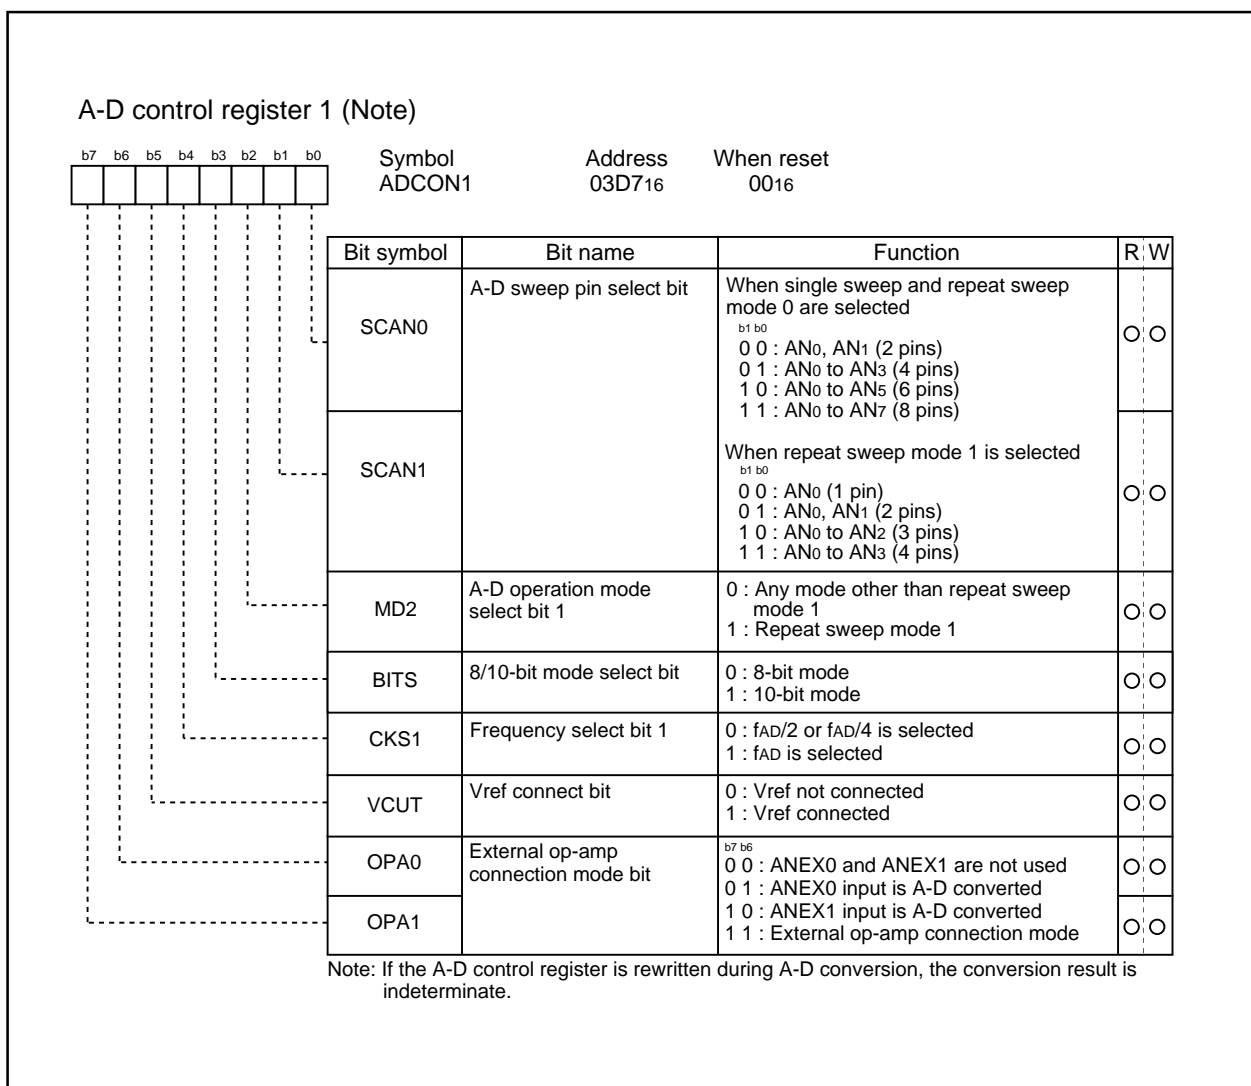 A-D control register 1 (Note)
b7 b6 b5 b4 b3 b2 b1 b0
Symbol Address When reset
ADCON1 03D716 0016
Bit symbol Bit name Function R W
SCAN0
A-D sweep pin select bit
When single sweep and repeat sweep
mode 0 are selected
b1 b0
0 0 : AN0, AN1 (2 pins)
0 1 : AN0 to AN3 (4 pins)
1 0 : AN0 to AN5 (6 pins)
1 1 : AN0 to AN7 (8 pins)
SCAN1
When repeat sweep mode 1 is selected
b1 b0
0 0 : AN0 (1 pin)
0 1 : AN0, AN1 (2 pins)
1 0 : AN0 to AN2 (3 pins)
1 1 : AN0 to AN3 (4 pins)
MD2
A-D operation mode
select bit 1
0 : Any mode other than repeat sweep
mode 1
1 : Repeat sweep mode 1
BITS
8/10-bit mode select bit
0 : 8-bit mode
1 : 10-bit mode
CKS1
Frequency select bit 1
0 : fAD/2 or fAD/4 is selected
1 : fAD is selected
VCUT
Vref connect bit
0 : Vref not connected
1 : Vref connected
OPA0
External op-amp
connection mode bit
b7 b6
0 0 : ANEX0 and ANEX1 are not used
0 1 : ANEX0 input is A-D converted
1 0 : ANEX1 input is A-D converted
1 1 : External op-amp connection mode
OPA1
Note: If the A-D control register is rewritten during A-D conversion, the conversion result is
indeterminate.